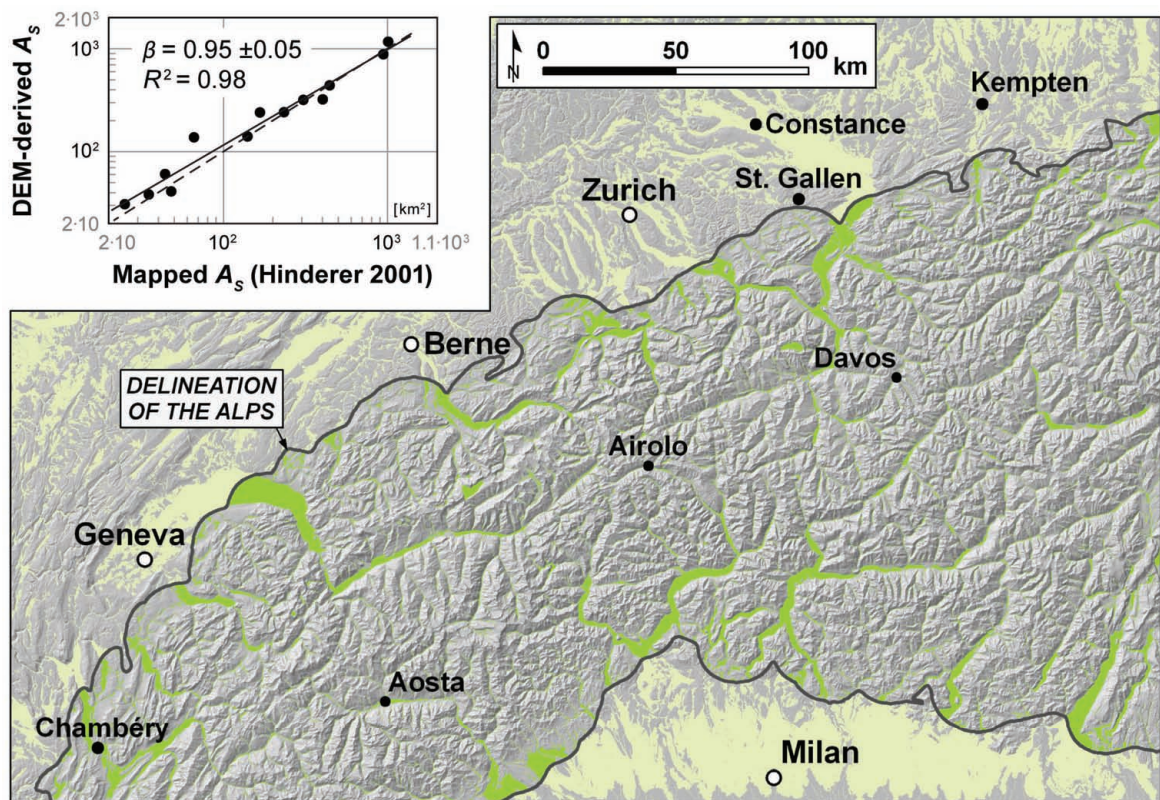 2·10³
10³
10²
2·10
DEM-derived Aₛ
β = 0.95 ±0.05
R² = 0.98
[km²]
2·10
10²
10³
1.1·10³
Mapped Aₛ (Hinderer 2001)
N
0
50
100
km
Kempten
Constance
St. Gallen
Zurich
Berne
Davos
DELINEATION
OF THE ALPS
Airolo
Geneva
Aosta
Chambéry
Milan